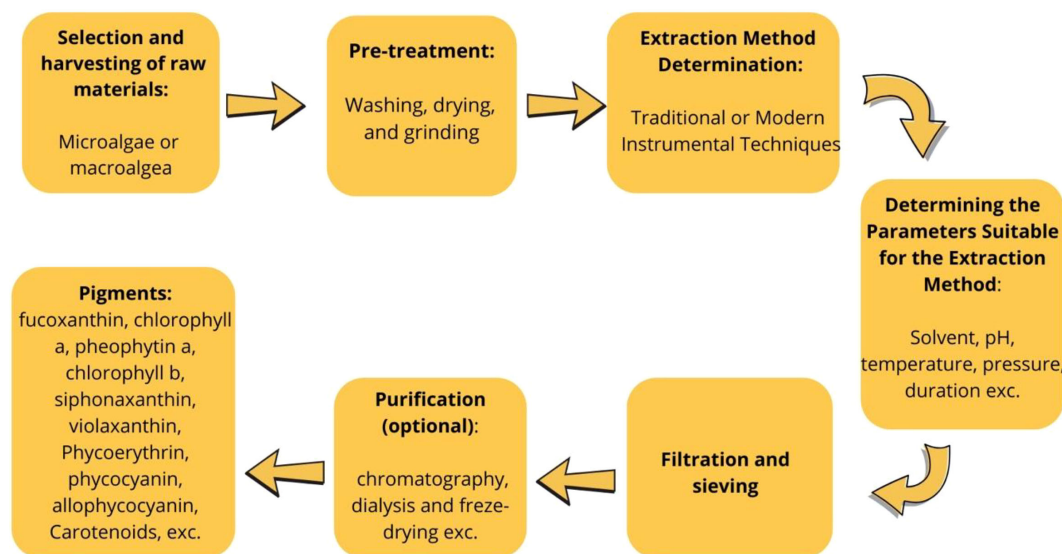 Selection and
harvesting of raw
materials:
Microalgae or
macroalgea
Pre-treatment:
Washing, drying,
and grinding
Extraction Method
Determination:
Traditional or Modern
Instrumental Techniques
Determining the
Parameters Suitable
for the Extraction
Method:
Solvent, pH,
temperature, pressure,
duration exc.
Filtration and
sieving
Purification
(optional):
chromatography,
dialysis and freze-
drying exc.
Pigments:
fucoxanthin, chlorophyll
a, pheophytin a,
chlorophyll b,
siphonaxanthin,
violaxanthin,
Phycoerythrin,
phycocyanin,
allophycocyanin,
Carotenoids, exc.